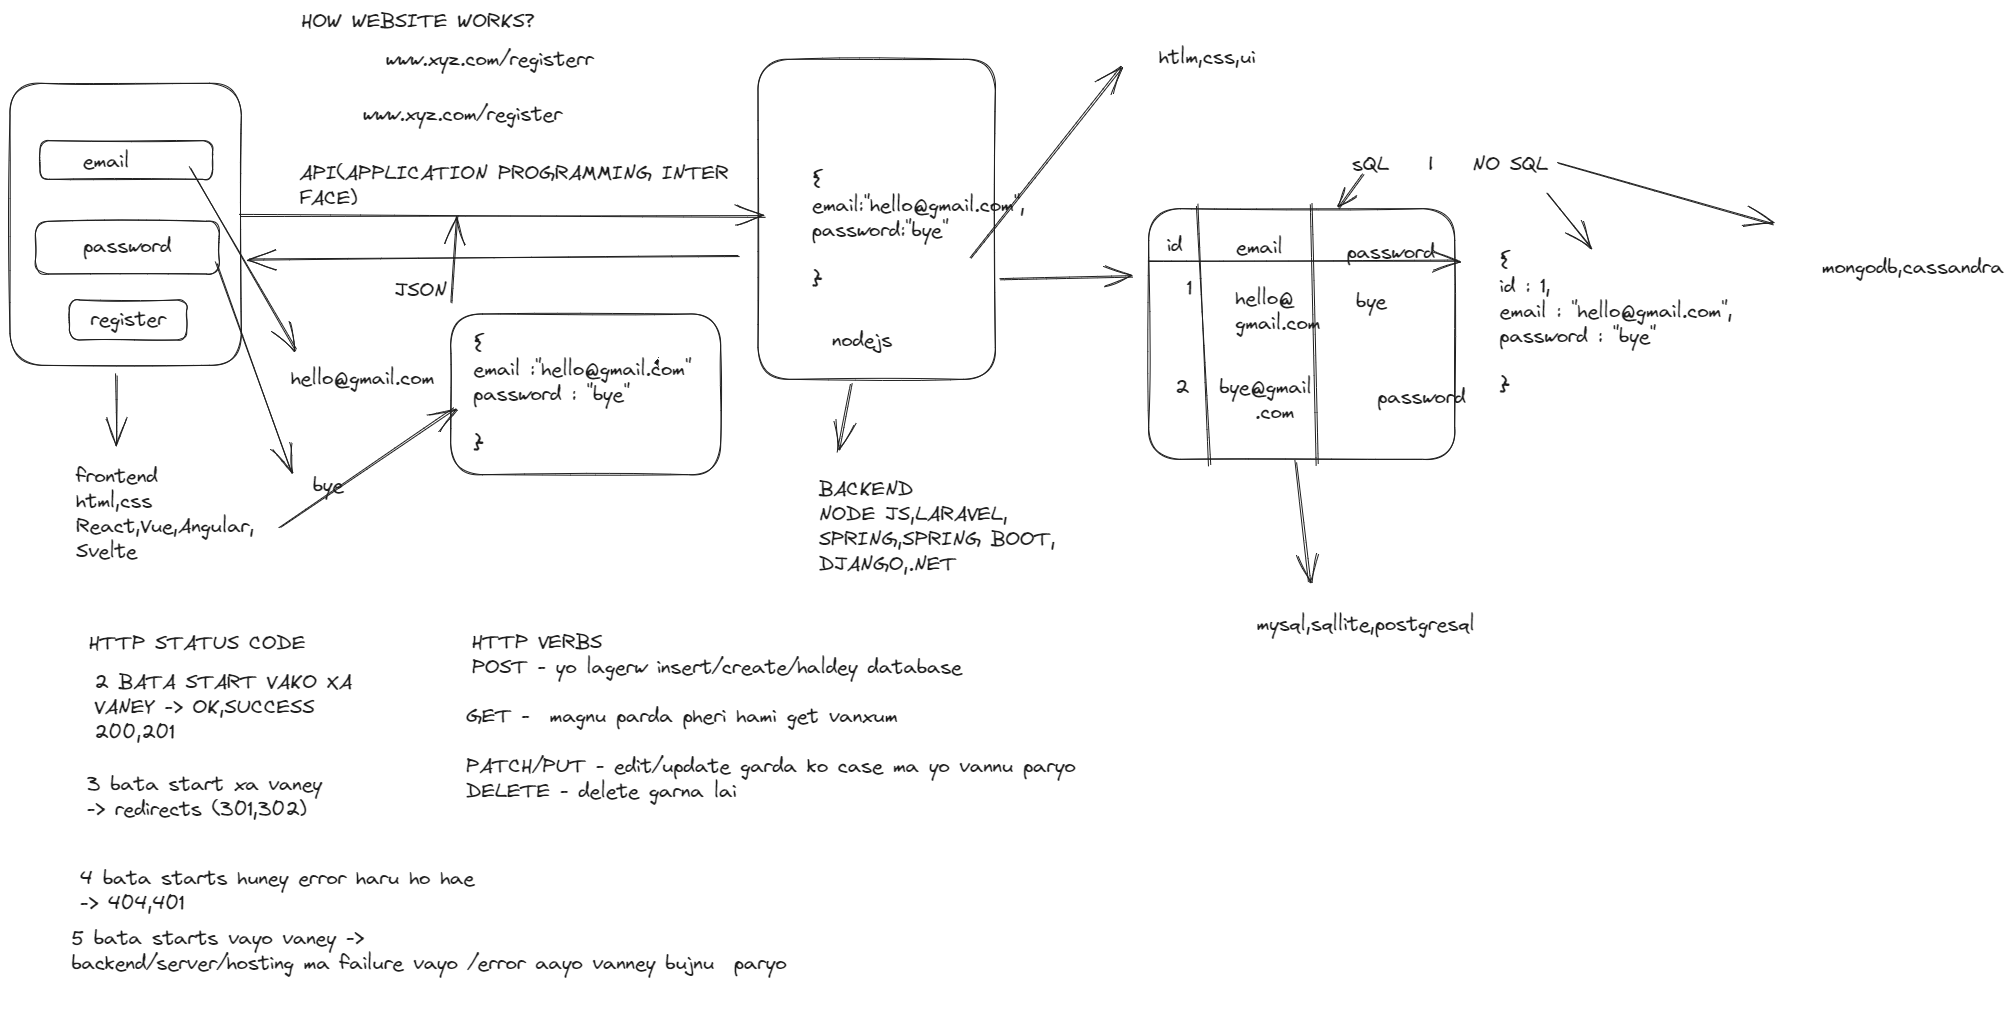 HOW WEBSITE WORKS?
www.xyz.com/registerr
www.xyz.com/register
API(APPLICATION PROGRAMMING INTER
FACE)
email
password
register
JSON
hello@gmail.com
bye
{
email :"hello@gmail.com"
password : "bye"
}
frontend
html,css
React,Vue,Angular,
Svelte
{
email:"hello@gmail.com",
password:"bye"
}
nodejs
BACKEND
NODE JS,LARAVEL,
SPRING,SPRING BOOT,
DJANGO,.NET
htlm,css,ui
sQL | NO SQL
id email password
1 hello@
gmail.com bye
2 bye@gmail
.com password
{
id : 1,
email : "hello@gmail.com",
password : "bye"
}
mongodb,cassandra
mysql,sqllite,postgresql
HTTP STATUS CODE
2 BATA START VAKO XA
VANEY -> OK,SUCCESS
200,201
3 bata start xa vaney
-> redirects (301,302)
4 bata starts huney error haru ho hae
-> 404,401
5 bata starts vayo vaney ->
backend/server/hosting ma failure vayo /error aayo vanney bujnu paryo
HTTP VERBS
POST - yo lagerw insert/create/haldey database
GET - magnu parda pheri hami get vanxum
PATCH/PUT - edit/update garda ko case ma yo vannu paryo
DELETE - delete garna lai